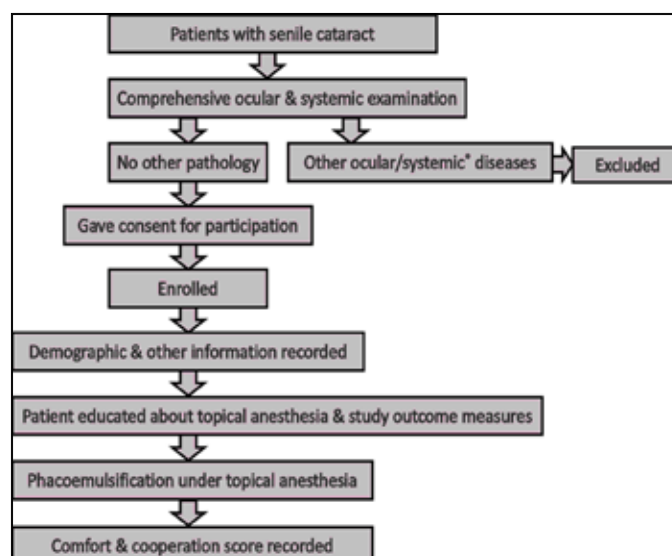 Patients with senile cataract
Comprehensive ocular & systemic examination
No other pathology
Other ocular/systemic* diseases
Excluded
Gave consent for participation
Enrolled
Demographic & other information recorded
Patient educated about topical anesthesia & study outcome measures
Phacoemulsification under topical anesthesia
Comfort & cooperation score recorded